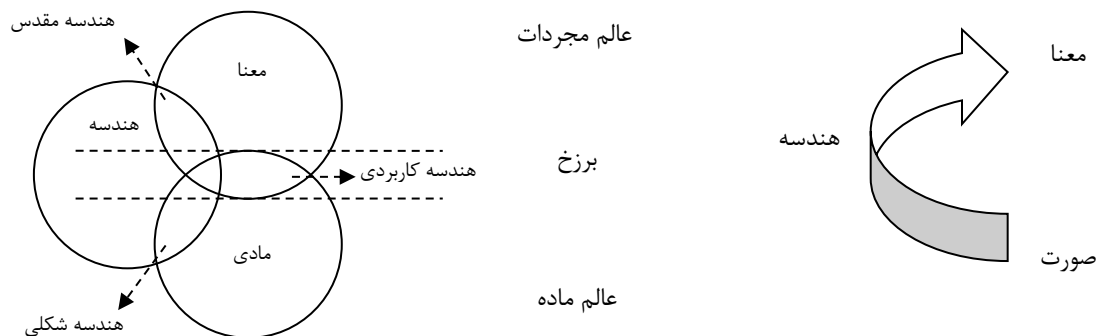 هندسه مقدس
عالم مجردات
معنا
معنا
هندسه
هندسه
برزخ
هندسه کاربردی
مادی
صورت
عالم ماده
هندسه شکلی